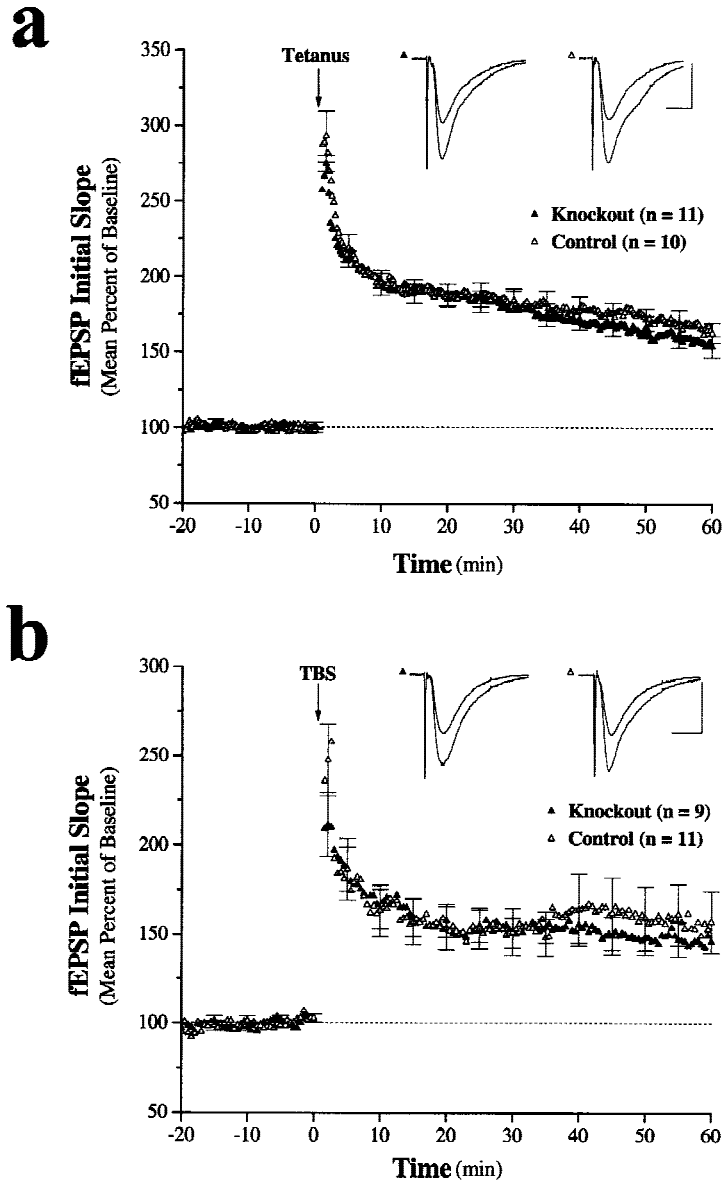 a
350
300
250
200
150
100
50
fEPSP Initial Slope
(Mean Percent of Baseline)
Tetanus
▲
△
▲ Knockout (n = 11)
△ Control (n = 10)
-20 -10 0 10 20 30 40 50 60
Time (min)
b
300
250
200
150
100
50
fEPSP Initial Slope
(Mean Percent of Baseline)
TBS
▲
△
▲ Knockout (n = 9)
△ Control (n = 11)
-20 -10 0 10 20 30 40 50 60
Time (min)